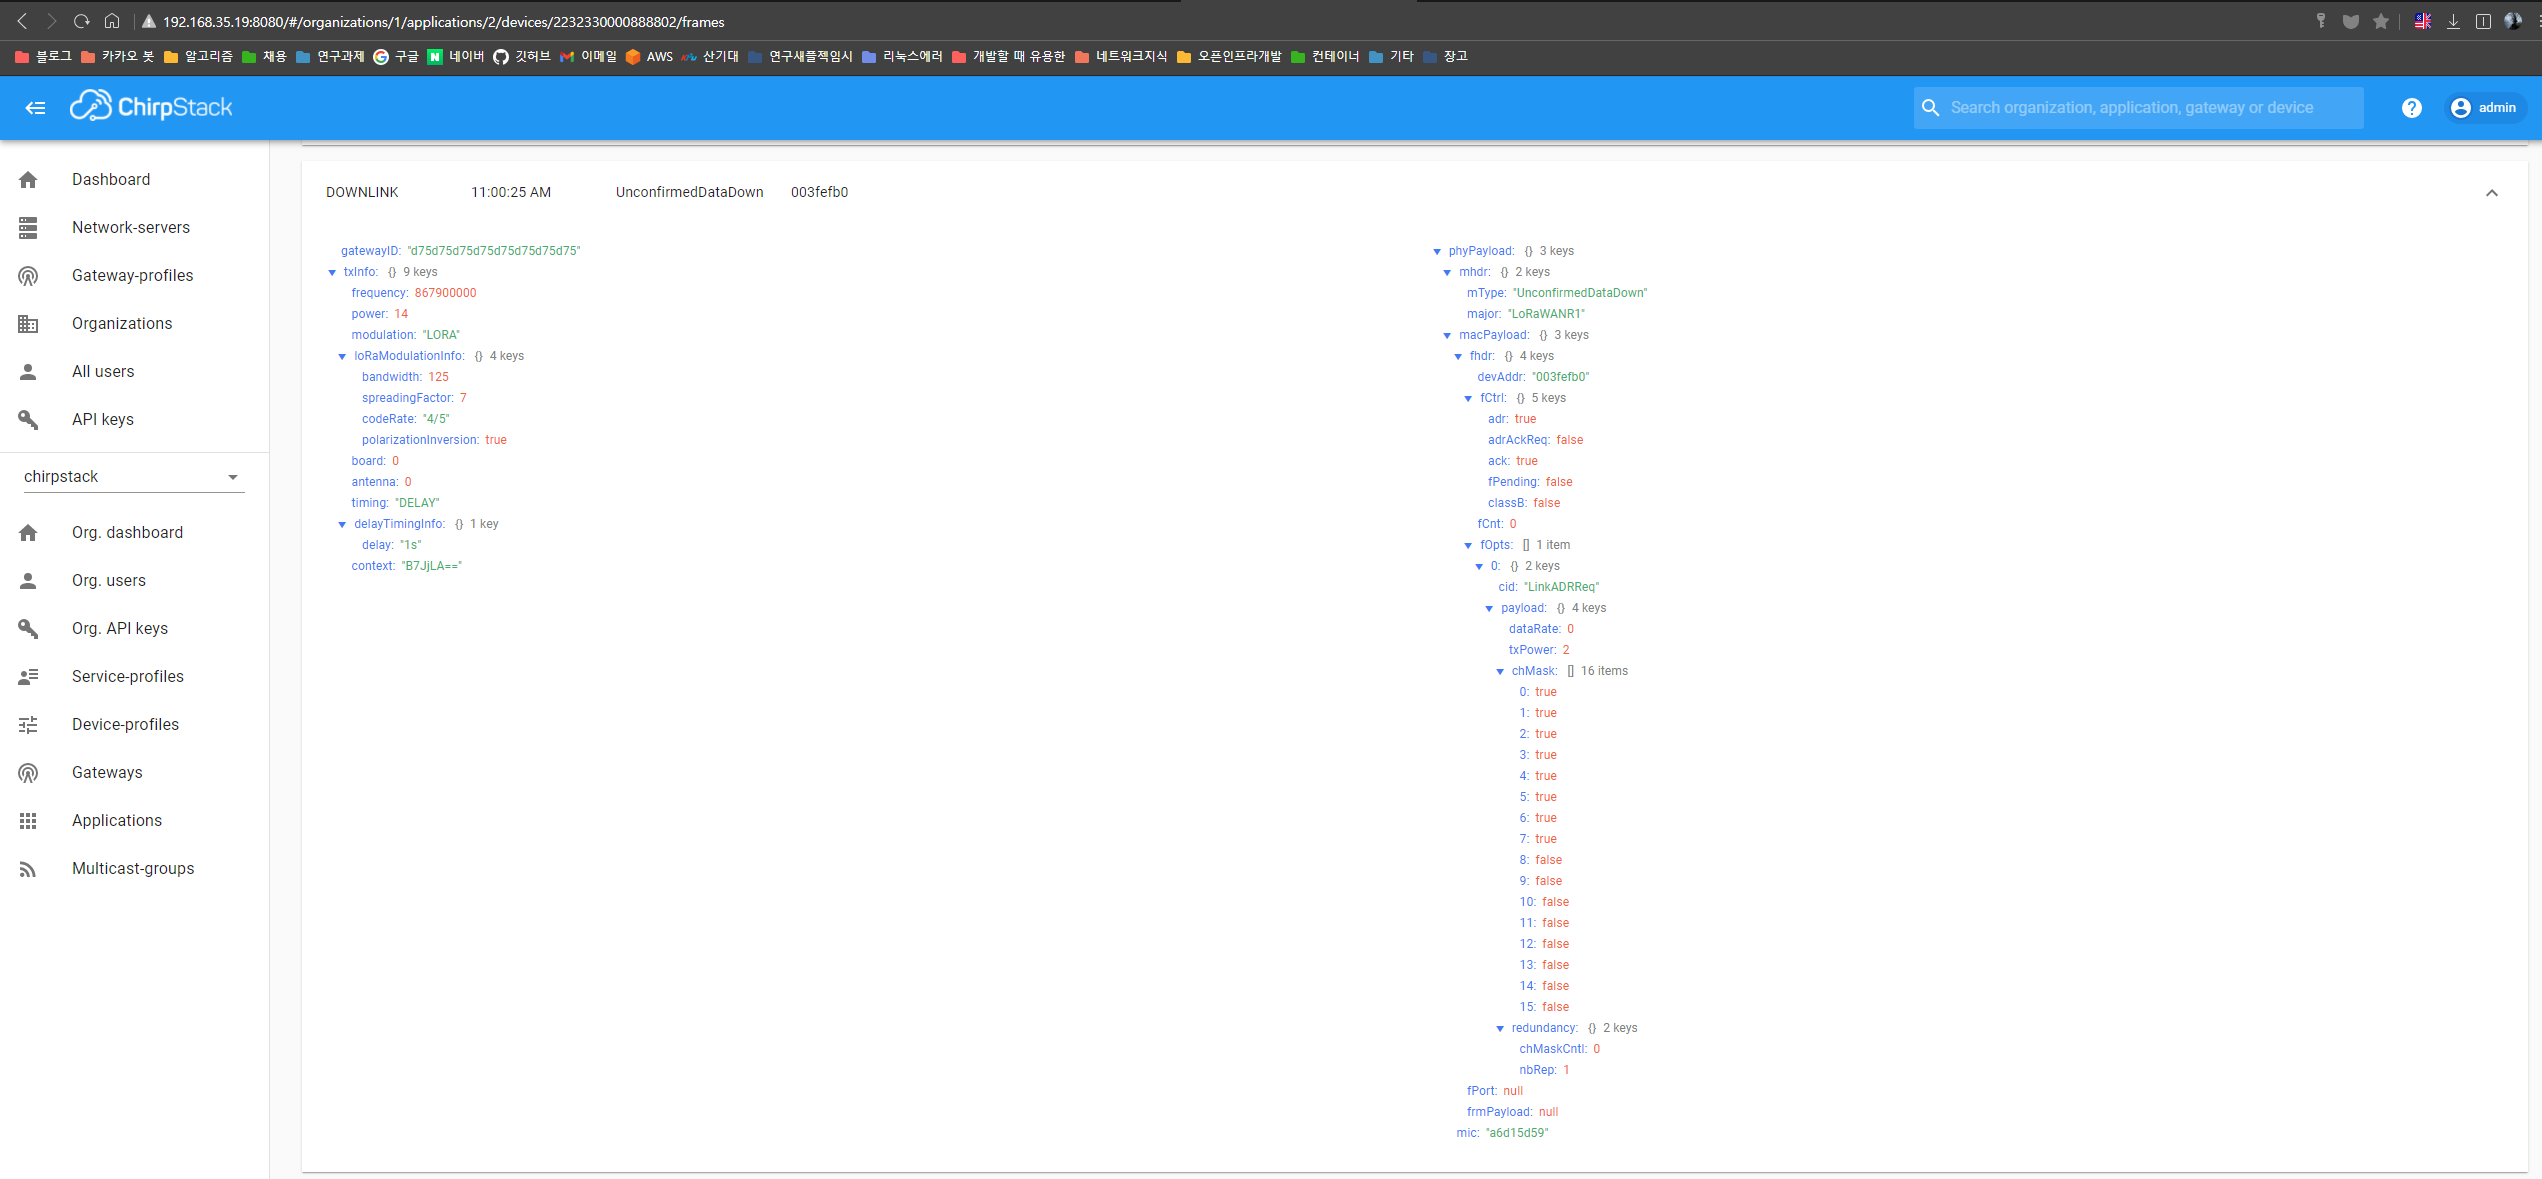 192.168.35.19:8080/#/organizations/1/applications/2/devices/2232330000888802/frames
블로그 카카오 봇 알고리즘 채용 연구과제 구글 네이버 깃허브 이메일 AWS 산기대 연구새플젝임시 리눅스에러 개발할 때 유용한 네트워크지식 오픈인프라개발 컨테이너 기타 장고
ChirpStack
Search organization, application, gateway or device
? admin
Dashboard
Network-servers
Gateway-profiles
Organizations
All users
API keys
chirpstack
Org. dashboard
Org. users
Org. API keys
Service-profiles
Device-profiles
Gateways
Applications
Multicast-groups
DOWNLINK 11:00:25 AM UnconfirmedDataDown 003fefb0
gatewayID: "d75d75d75d75d75d75d75d75"
txInfo: {} 9 keys
frequency: 867900000
power: 14
modulation: "LORA"
loRaModulationInfo: {} 4 keys
bandwidth: 125
spreadingFactor: 7
codeRate: "4/5"
polarizationInversion: true
board: 0
antenna: 0
timing: "DELAY"
delayTimingInfo: {} 1 key
delay: "1s"
context: "B7JjLA=="
phyPayload: {} 3 keys
mhdr: {} 2 keys
mType: "UnconfirmedDataDown"
major: "LoRaWANR1"
macPayload: {} 3 keys
fhdr: {} 4 keys
devAddr: "003fefb0"
fCtrl: {} 5 keys
adr: true
adrAckReq: false
ack: true
fPending: false
classB: false
fCnt: 0
fOpts: [] 1 item
0: {} 2 keys
cid: "LinkADRReq"
payload: {} 4 keys
dataRate: 0
txPower: 2
chMask: [] 16 items
0: true
1: true
2: true
3: true
4: true
5: true
6: true
7: true
8: false
9: false
10: false
11: false
12: false
13: false
14: false
15: false
redundancy: {} 2 keys
chMaskCntl: 0
nbRep: 1
fPort: null
frmPayload: null
mic: "a6d15d59"